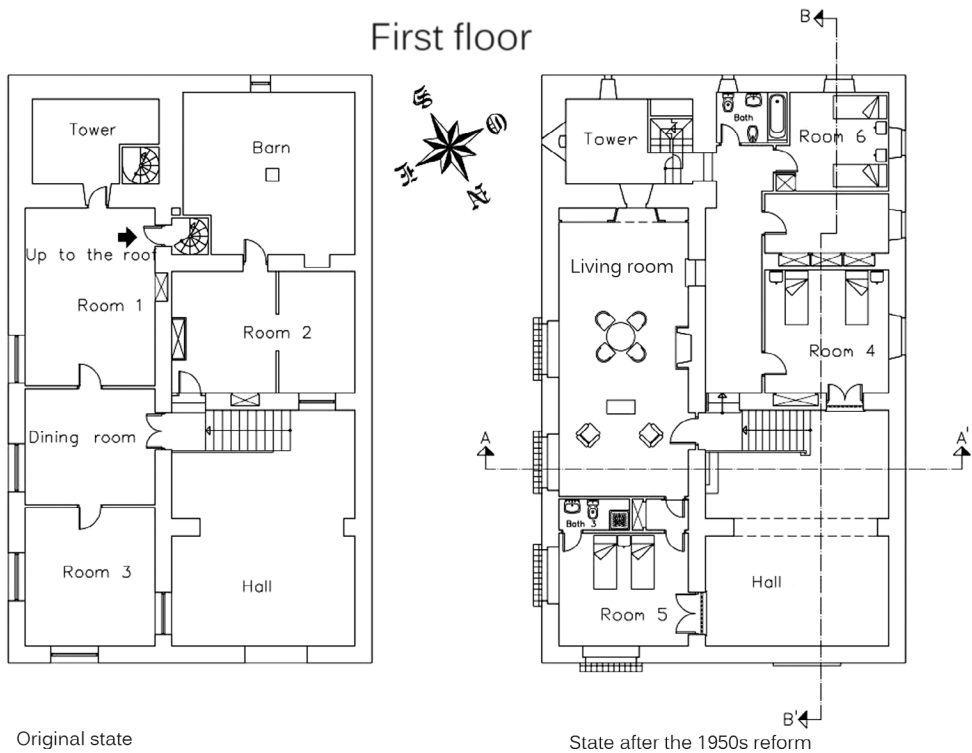 First floor
B
S
O
E
N
Tower
Barn
Up to the roof
Room 1
Room 2
Dining room
Room 3
Hall
Original state
Tower
Bath
Room 6
Living room
Room 4
A
A'
Bath 3
Room 5
Hall
B'
State after the 1950s reform